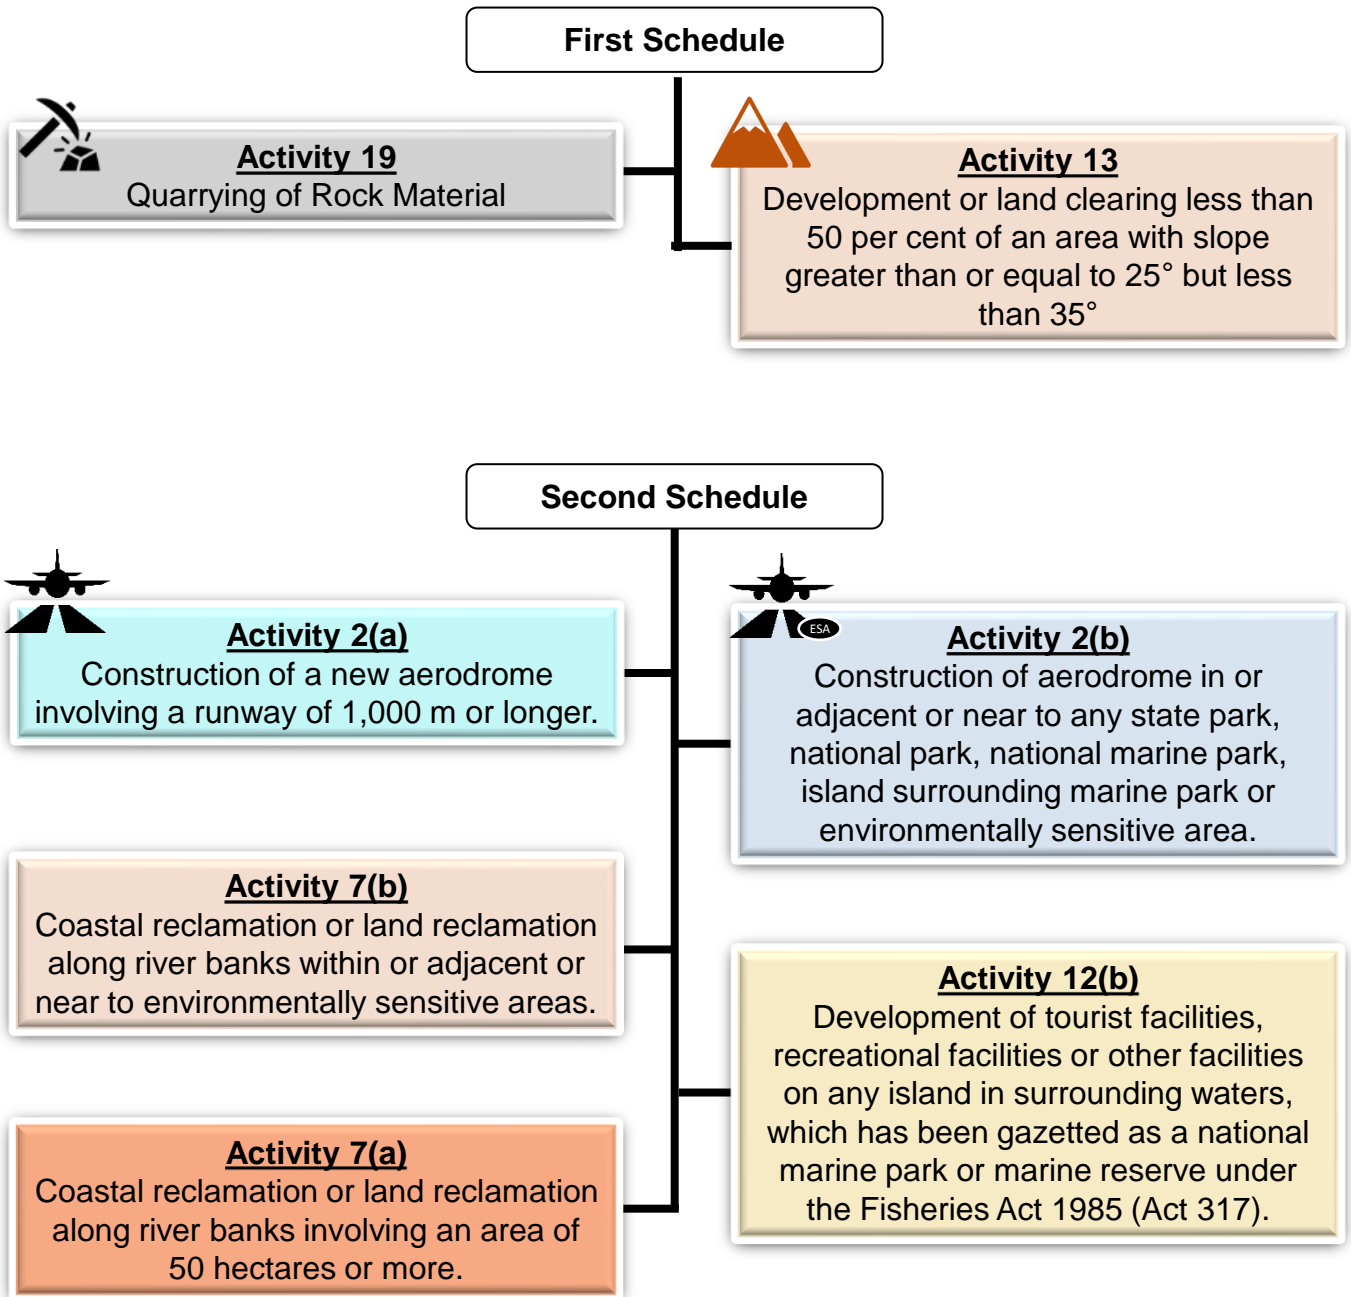 First Schedule
Activity 19
Quarrying of Rock Material
Activity 13
Development or land clearing less than
50 per cent of an area with slope
greater than or equal to 25° but less
than 35°
Second Schedule
Activity 2(a)
Construction of a new aerodrome
involving a runway of 1,000 m or longer.
ESA
Activity 2(b)
Construction of aerodrome in or
adjacent or near to any state park,
national park, national marine park,
island surrounding marine park or
environmentally sensitive area.
Activity 7(b)
Coastal reclamation or land reclamation
along river banks within or adjacent or
near to environmentally sensitive areas.
Activity 12(b)
Development of tourist facilities,
recreational facilities or other facilities
on any island in surrounding waters,
which has been gazetted as a national
marine park or marine reserve under
the Fisheries Act 1985 (Act 317).
Activity 7(a)
Coastal reclamation or land reclamation
along river banks involving an area of
50 hectares or more.